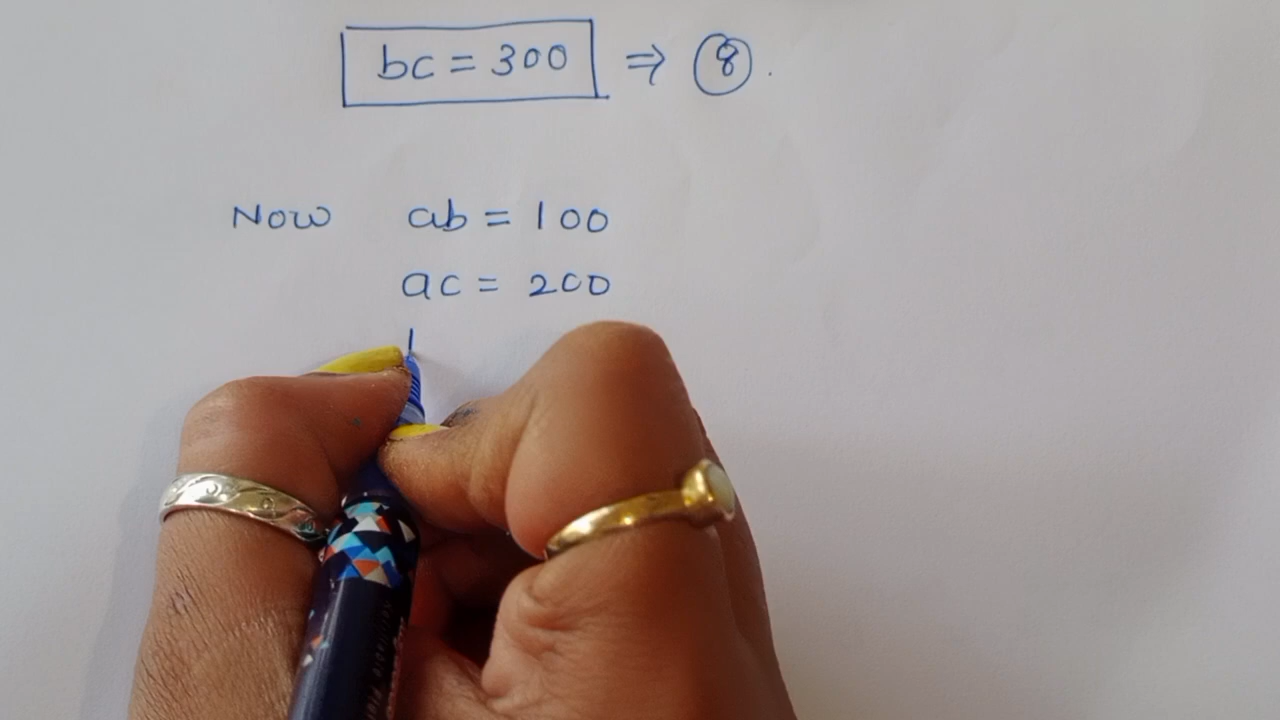 bc = 300 ⇒ 8.
Now ab = 100
ac = 200